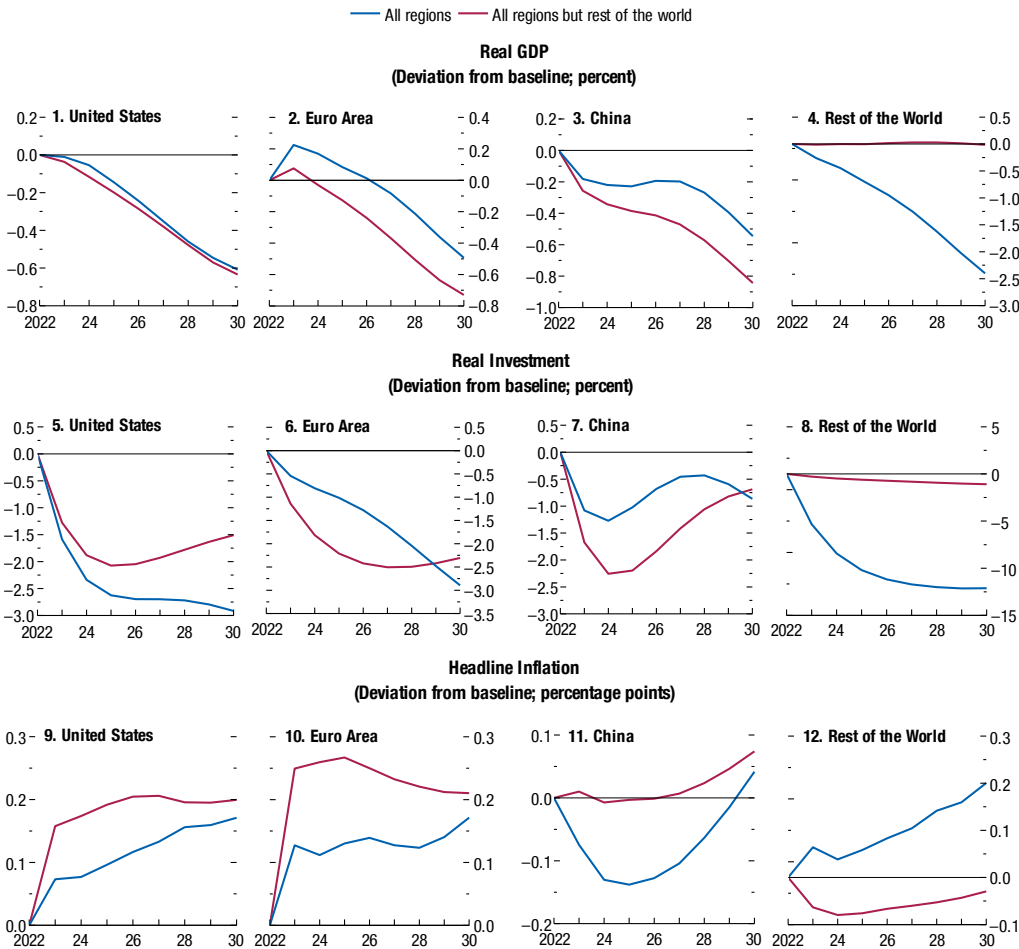 All regions All regions but rest of the world
Real GDP
(Deviation from baseline; percent)
1. United States
0.2
0.0
−0.2
−0.4
−0.6
−0.8
2022 24 26 28 30
2. Euro Area
0.4
0.2
0.0
−0.2
−0.4
−0.6
−0.8
2022 24 26 28 30
3. China
0.2
0.0
−0.2
−0.4
−0.6
−0.8
−1.0
2022 24 26 28 30
4. Rest of the World
0.5
0.0
−0.5
−1.0
−1.5
−2.0
−2.5
−3.0
2022 24 26 28 30
Real Investment
(Deviation from baseline; percent)
5. United States
0.5
0.0
−0.5
−1.0
−1.5
−2.0
−2.5
−3.0
2022 24 26 28 30
6. Euro Area
0.5
0.0
−0.5
−1.0
−1.5
−2.0
−2.5
−3.0
−3.5
2022 24 26 28 30
7. China
0.5
0.0
−0.5
−1.0
−1.5
−2.0
−2.5
−3.0
2022 24 26 28 30
8. Rest of the World
5
0
−5
−10
−15
2022 24 26 28 30
Headline Inflation
(Deviation from baseline; percentage points)
9. United States
0.3
0.2
0.1
0.0
2022 24 26 28 30
10. Euro Area
0.3
0.2
0.1
0.0
2022 24 26 28 30
11. China
0.1
0.0
−0.1
−0.2
2022 24 26 28 30
12. Rest of the World
0.3
0.2
0.1
0.0
−0.1
2022 24 26 28 30